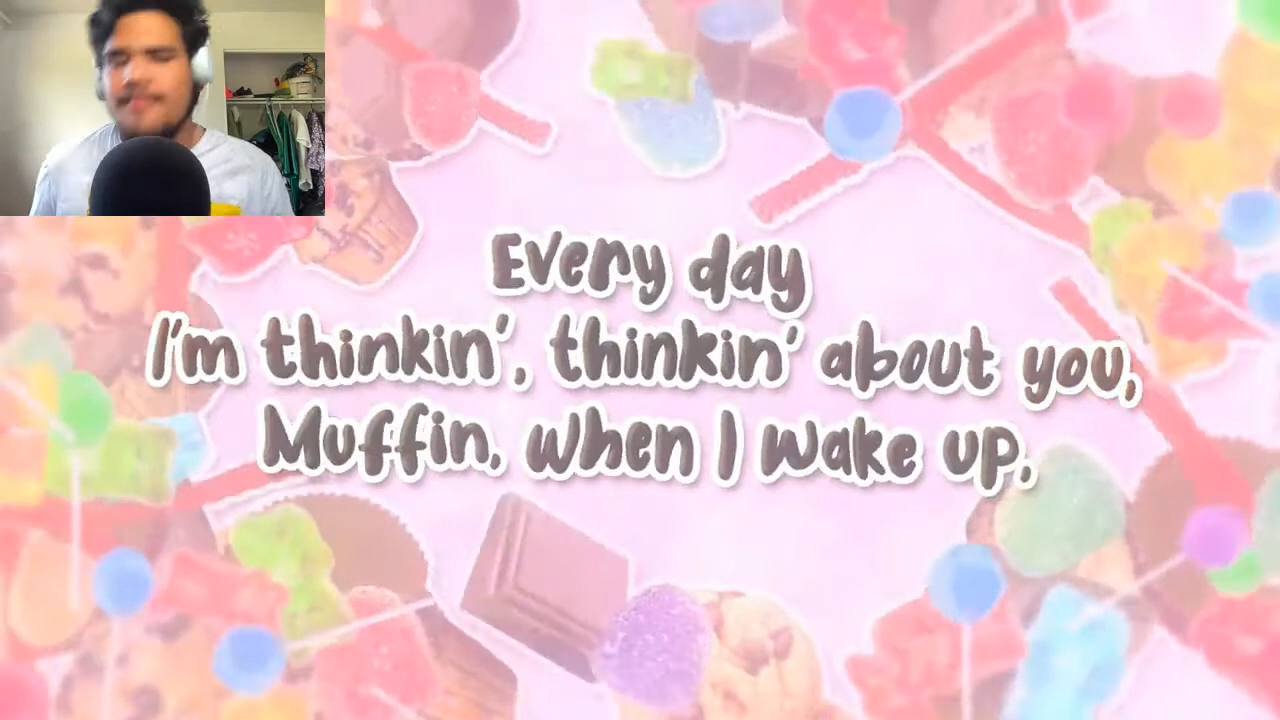 Every day
I'm thinkin', thinkin' about you,
Muffin, when I wake up.